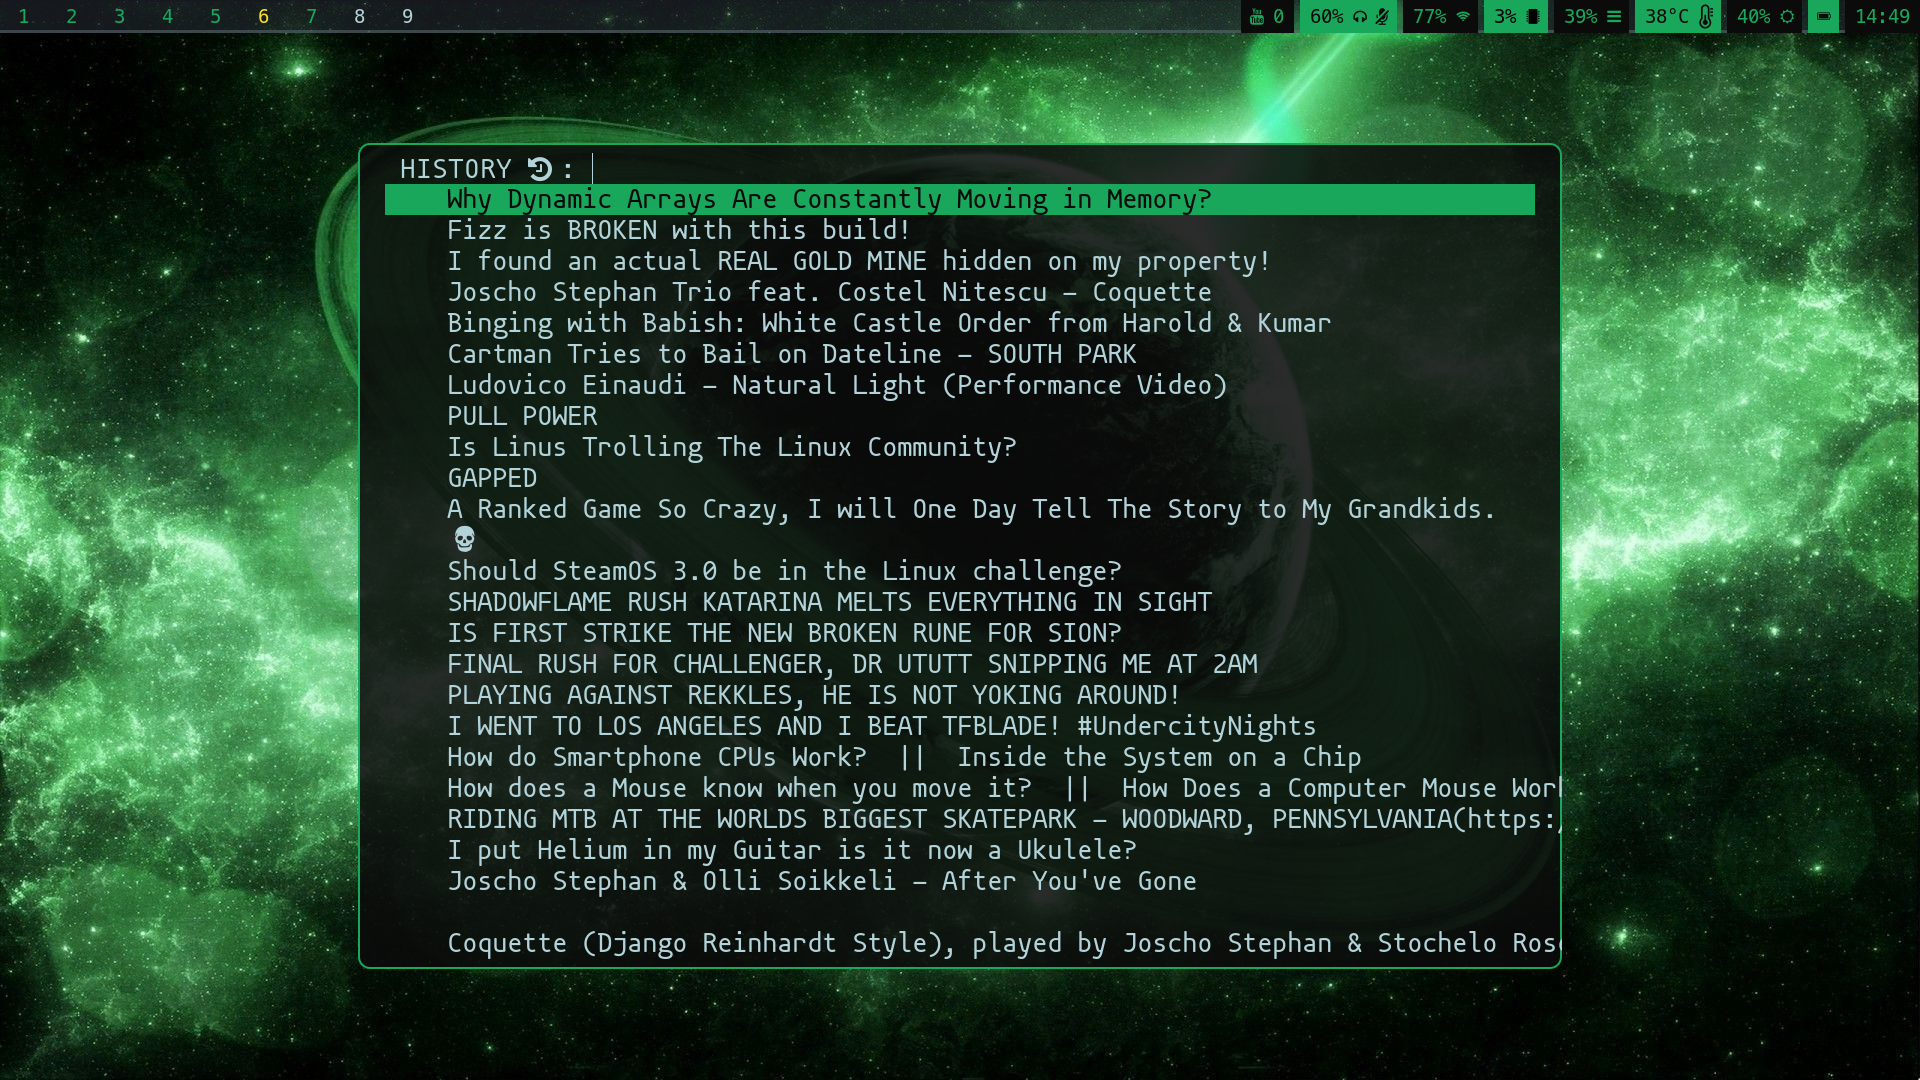 1 2 3 4 5 6 7 8 9 You Tube 0 60% 77% 3% 39% 38°C 40% 14:49
HISTORY :
Why Dynamic Arrays Are Constantly Moving in Memory?
Fizz is BROKEN with this build!
I found an actual REAL GOLD MINE hidden on my property!
Joscho Stephan Trio feat. Costel Nitescu – Coquette
Binging with Babish: White Castle Order from Harold & Kumar
Cartman Tries to Bail on Dateline – SOUTH PARK
Ludovico Einaudi – Natural Light (Performance Video)
PULL POWER
Is Linus Trolling The Linux Community?
GAPPED
A Ranked Game So Crazy, I will One Day Tell The Story to My Grandkids.
💀
Should SteamOS 3.0 be in the Linux challenge?
SHADOWFLAME RUSH KATARINA MELTS EVERYTHING IN SIGHT
IS FIRST STRIKE THE NEW BROKEN RUNE FOR SION?
FINAL RUSH FOR CHALLENGER, DR UTUTT SNIPPING ME AT 2AM
PLAYING AGAINST REKKLES, HE IS NOT YOKING AROUND!
I WENT TO LOS ANGELES AND I BEAT TFBLADE! #UndercityNights
How do Smartphone CPUs Work?  ||  Inside the System on a Chip
How does a Mouse know when you move it?  ||  How Does a Computer Mouse Wor
RIDING MTB AT THE WORLDS BIGGEST SKATEPARK – WOODWARD, PENNSYLVANIA(https:/
I put Helium in my Guitar is it now a Ukulele?
Joscho Stephan & Olli Soikkeli – After You've Gone
Coquette (Django Reinhardt Style), played by Joscho Stephan & Stochelo Ros